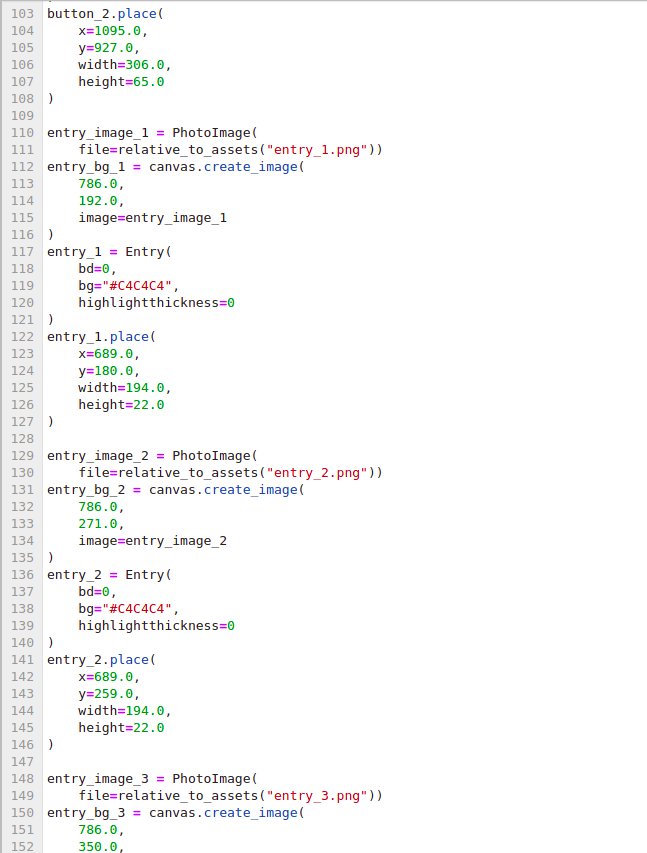 103 button_2.place(
104     x=1095.0,
105     y=927.0,
106     width=306.0,
107     height=65.0
108 )
109
110 entry_image_1 = PhotoImage(
111     file=relative_to_assets("entry_1.png"))
112 entry_bg_1 = canvas.create_image(
113     786.0,
114     192.0,
115     image=entry_image_1
116 )
117 entry_1 = Entry(
118     bd=0,
119     bg="#C4C4C4",
120     highlightthickness=0
121 )
122 entry_1.place(
123     x=689.0,
124     y=180.0,
125     width=194.0,
126     height=22.0
127 )
128
129 entry_image_2 = PhotoImage(
130     file=relative_to_assets("entry_2.png"))
131 entry_bg_2 = canvas.create_image(
132     786.0,
133     271.0,
134     image=entry_image_2
135 )
136 entry_2 = Entry(
137     bd=0,
138     bg="#C4C4C4",
139     highlightthickness=0
140 )
141 entry_2.place(
142     x=689.0,
143     y=259.0,
144     width=194.0,
145     height=22.0
146 )
147
148 entry_image_3 = PhotoImage(
149     file=relative_to_assets("entry_3.png"))
150 entry_bg_3 = canvas.create_image(
151     786.0,
152     350.0,